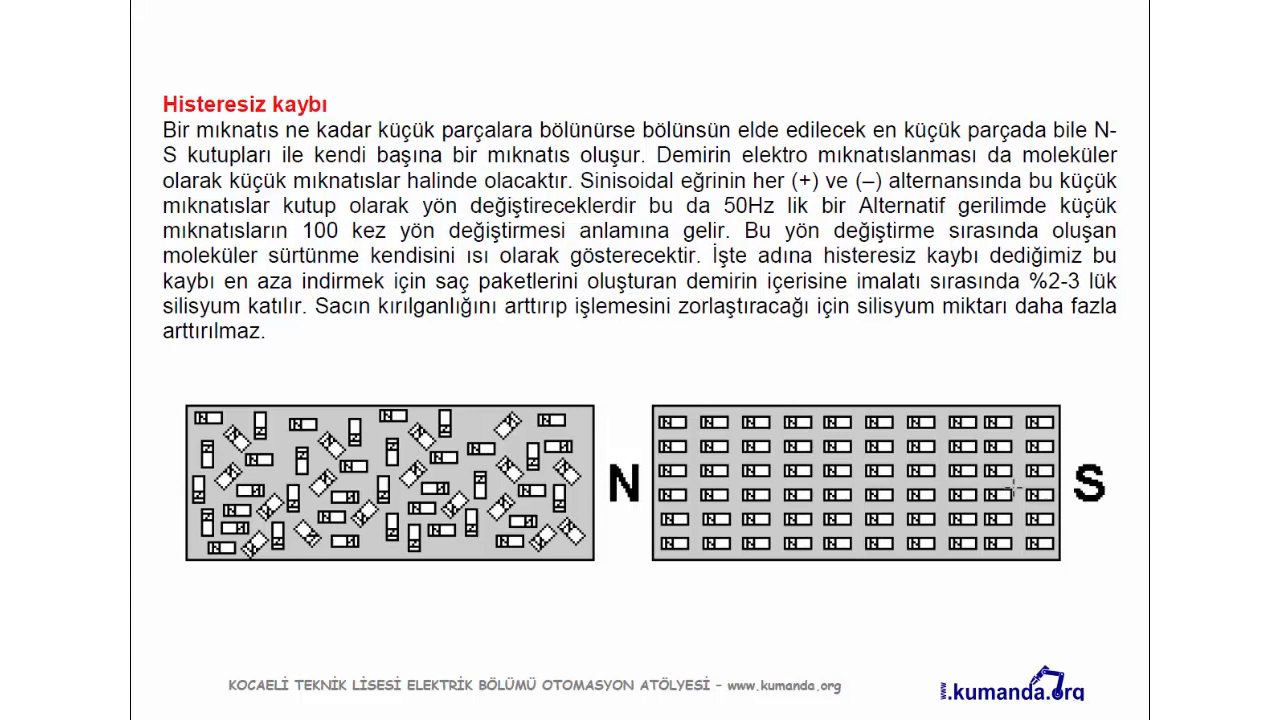 Histeresiz kaybı
Bir mıknatıs ne kadar küçük parçalara bölünürse bölünsün elde edilecek en küçük parçada bile N-
S kutupları ile kendi başına bir mıknatıs oluşur. Demirin elektro mıknatıslanması da moleküler
olarak küçük mıknatıslar halinde olacaktır. Sinisoidal eğrinin her (+) ve (–) alternansında bu küçük
mıknatıslar kutup olarak yön değiştireceklerdir bu da 50Hz lik bir Alternatif gerilimde küçük
mıknatısların 100 kez yön değiştirmesi anlamına gelir. Bu yön değiştirme sırasında oluşan
moleküler sürtünme kendisini ısı olarak gösterecektir. İşte adına histeresiz kaybı dediğimiz bu
kaybı en aza indirmek için saç paketlerini oluşturan demirin içerisine imalatı sırasında %2-3 lük
silisyum katılır. Sacın kırılganlığını arttırıp işlemesini zorlaştıracağı için silisyum miktarı daha fazla
arttırılmaz.
N S
KOCAELİ TEKNİK LİSESİ ELEKTRİK BÖLÜMÜ OTOMASYON ATÖLYESİ – www.kumanda.org
www.kumanda.org